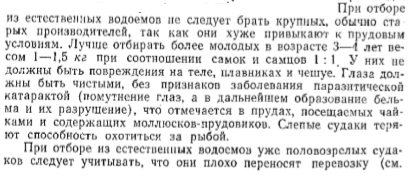 При отборе
из естественных водоемов не следует брать крупных, обычно ста
рых производителей, так как они хуже привыкают к прудовым
условиям. Лучше отбирать более молодых в возрасте 3—4 лет ве-
сом 1—1,5 кг при соотношении самок и самцов 1 : 1. У них не
должны быть повреждения на теле, плавниках и чешуе. Глаза дол-
жны быть чистыми, без признаков заболевания паразитической
катарактой (помутнение глаз, а в дальнейшем образование бель-
ма и их разрушение), что отмечается в прудах, посещаемых чай-
ками и содержащих моллюсков-прудовиков. Слепые судаки теря-
ют способность охотиться за рыбой.
При отборе из естественных водоемов уже половозрелых суда-
ков следует учитывать, что они плохо переносят перевозку (см.